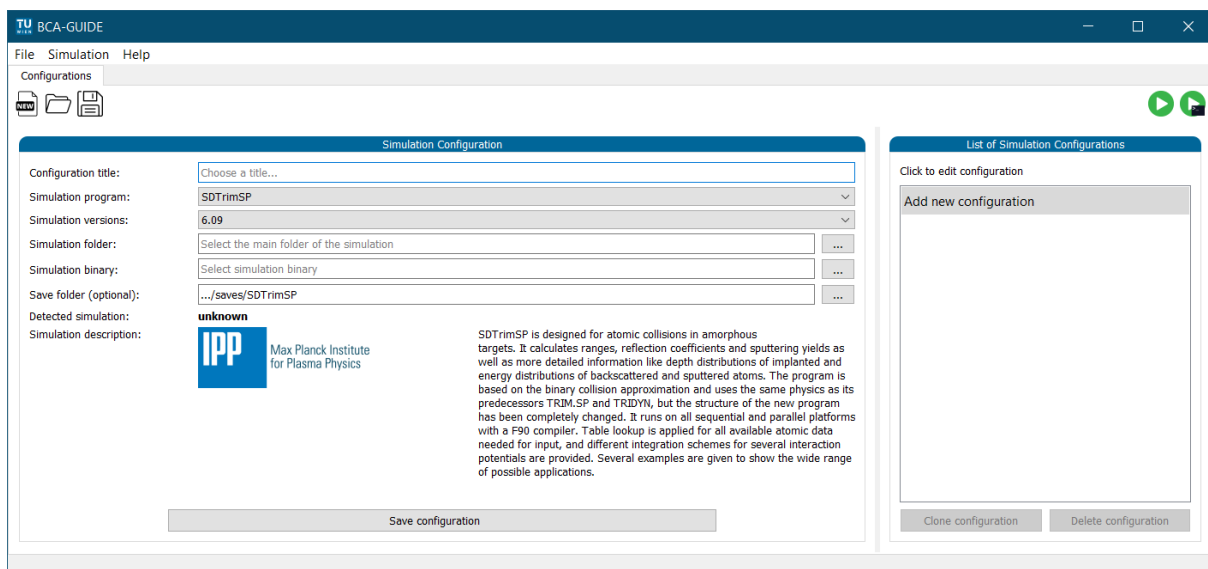 TU WIEN BCA-GUIDE
File Simulation Help
Configurations
NEW
Simulation Configuration
Configuration title: Choose a title...
Simulation program: SDTrimSP
Simulation versions: 6.09
Simulation folder: Select the main folder of the simulation ...
Simulation binary: Select simulation binary ...
Save folder (optional): .../saves/SDTrimSP ...
Detected simulation: unknown
Simulation description:
IPP
Max Planck Institute
for Plasma Physics
SDTrimSP is designed for atomic collisions in amorphous
targets. It calculates ranges, reflection coefficients and sputtering yields as
well as more detailed information like depth distributions of implanted and
energy distributions of backscattered and sputtered atoms. The program is
based on the binary collision approximation and uses the same physics as its
predecessors TRIM.SP and TRIDYN, but the structure of the new program
has been completely changed. It runs on all sequential and parallel platforms
with a F90 compiler. Table lookup is applied for all available atomic data
needed for input, and different integration schemes for several interaction
potentials are provided. Several examples are given to show the wide range
of possible applications.
Save configuration
List of Simulation Configurations
Click to edit configuration
Add new configuration
Clone configuration Delete configuration